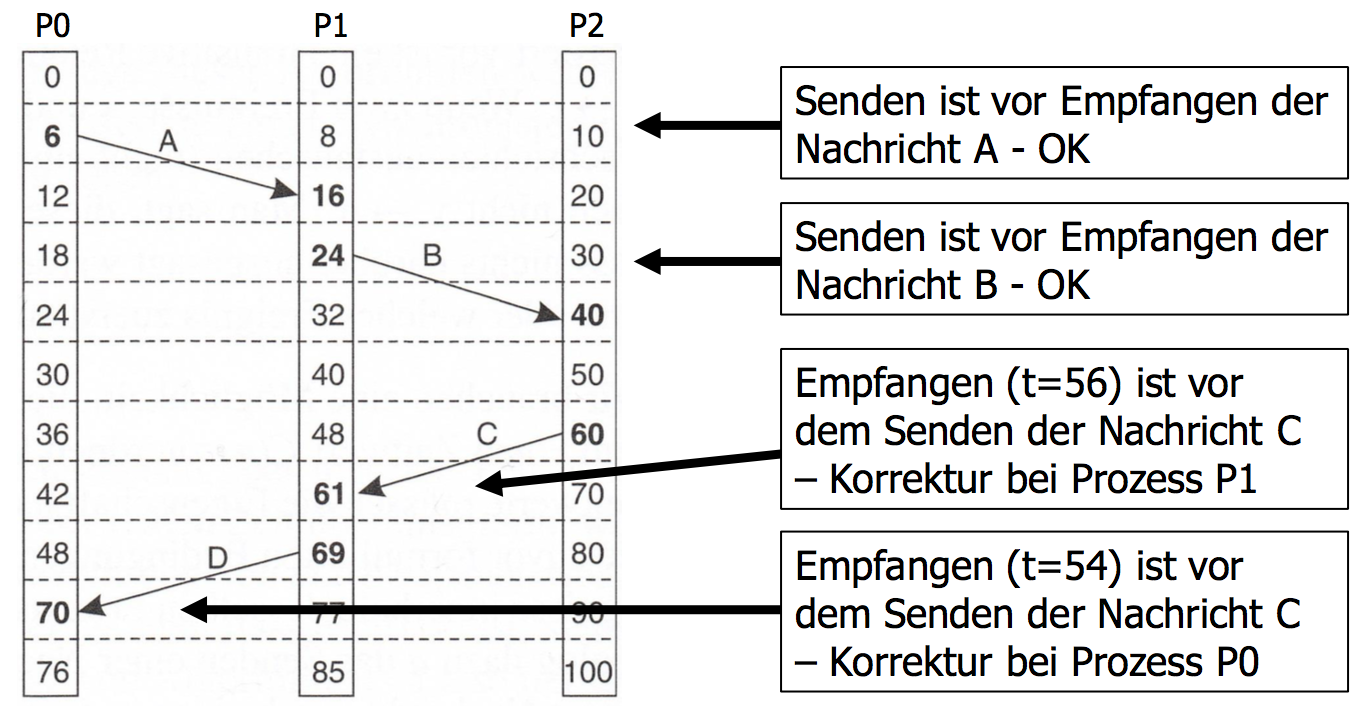 P0 P1 P2
0 0 0
6 8 10
A
12 16 20
18 24 30
B
24 32 40
30 40 50
36 48 60
C
42 61 70
48 69 80
D
70 77 90
76 85 100
Senden ist vor Empfangen der
Nachricht A - OK
Senden ist vor Empfangen der
Nachricht B - OK
Empfangen (t=56) ist vor
dem Senden der Nachricht C
– Korrektur bei Prozess P1
Empfangen (t=54) ist vor
dem Senden der Nachricht C
– Korrektur bei Prozess P0